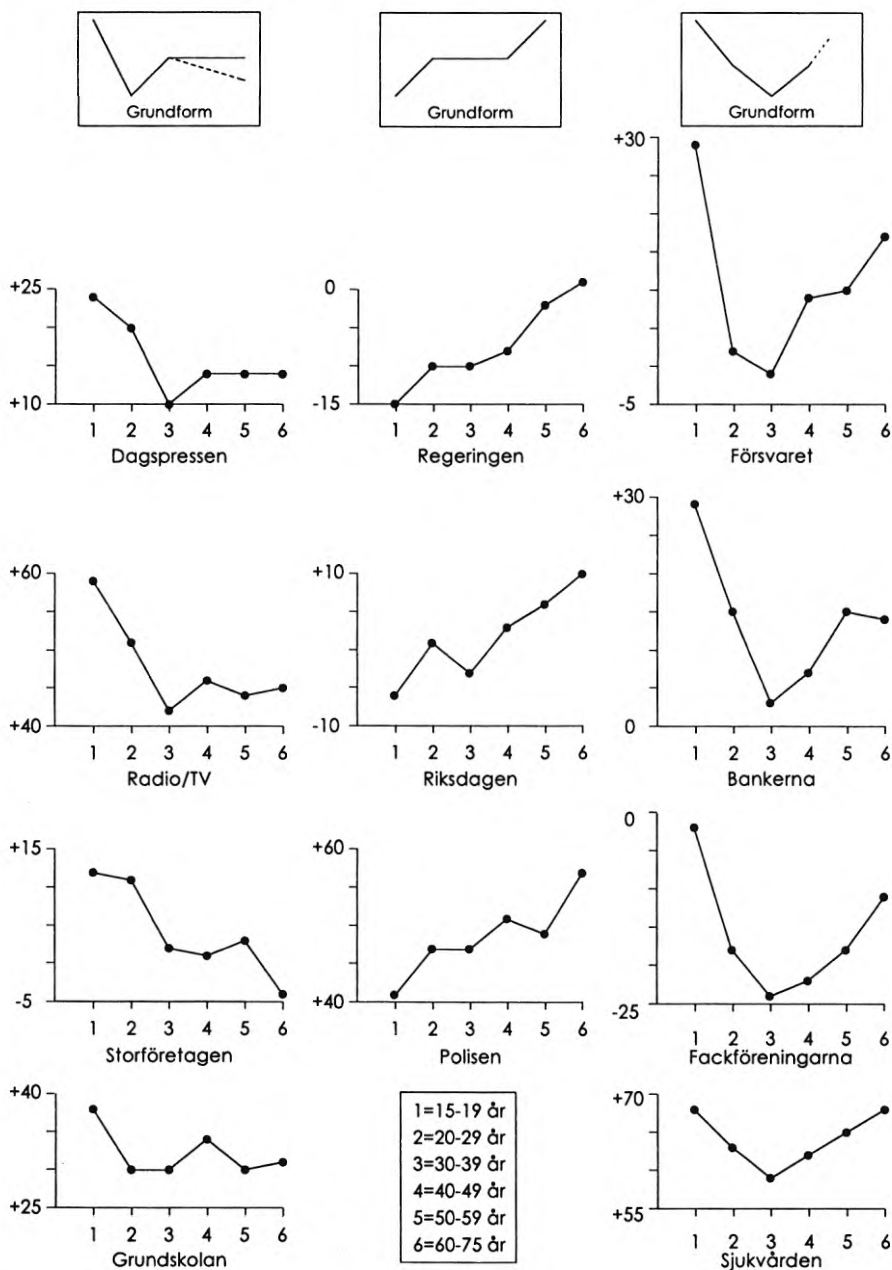 Grundform
Grundform
Grundform
+25
+10
1 2 3 4 5 6
Dagspressen
0
-15
1 2 3 4 5 6
Regeringen
+30
-5
1 2 3 4 5 6
Försvaret
+60
+40
1 2 3 4 5 6
Radio/TV
+10
-10
1 2 3 4 5 6
Riksdagen
+30
0
1 2 3 4 5 6
Bankerna
+15
-5
1 2 3 4 5 6
Storföretagen
+60
+40
1 2 3 4 5 6
Polisen
0
-25
1 2 3 4 5 6
Fackföreningarna
+40
+25
1 2 3 4 5 6
Grundskolan
1=15-19 år
2=20-29 år
3=30-39 år
4=40-49 år
5=50-59 år
6=60-75 år
+70
+55
1 2 3 4 5 6
Sjukvården